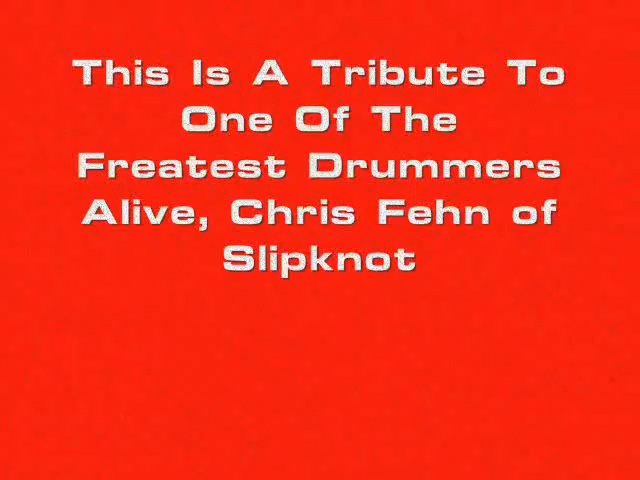 This Is A Tribute To
One Of The
Freatest Drummers
Alive, Chris Fehn of
Slipknot